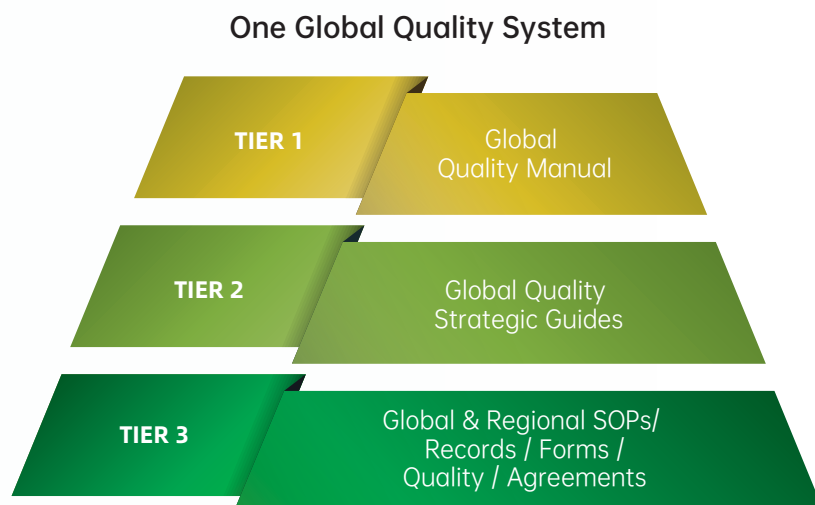 One Global Quality System
TIER 1
Global
Quality Manual
TIER 2
Global Quality
Strategic Guides
TIER 3
Global & Regional SOPs/
Records / Forms /
Quality / Agreements